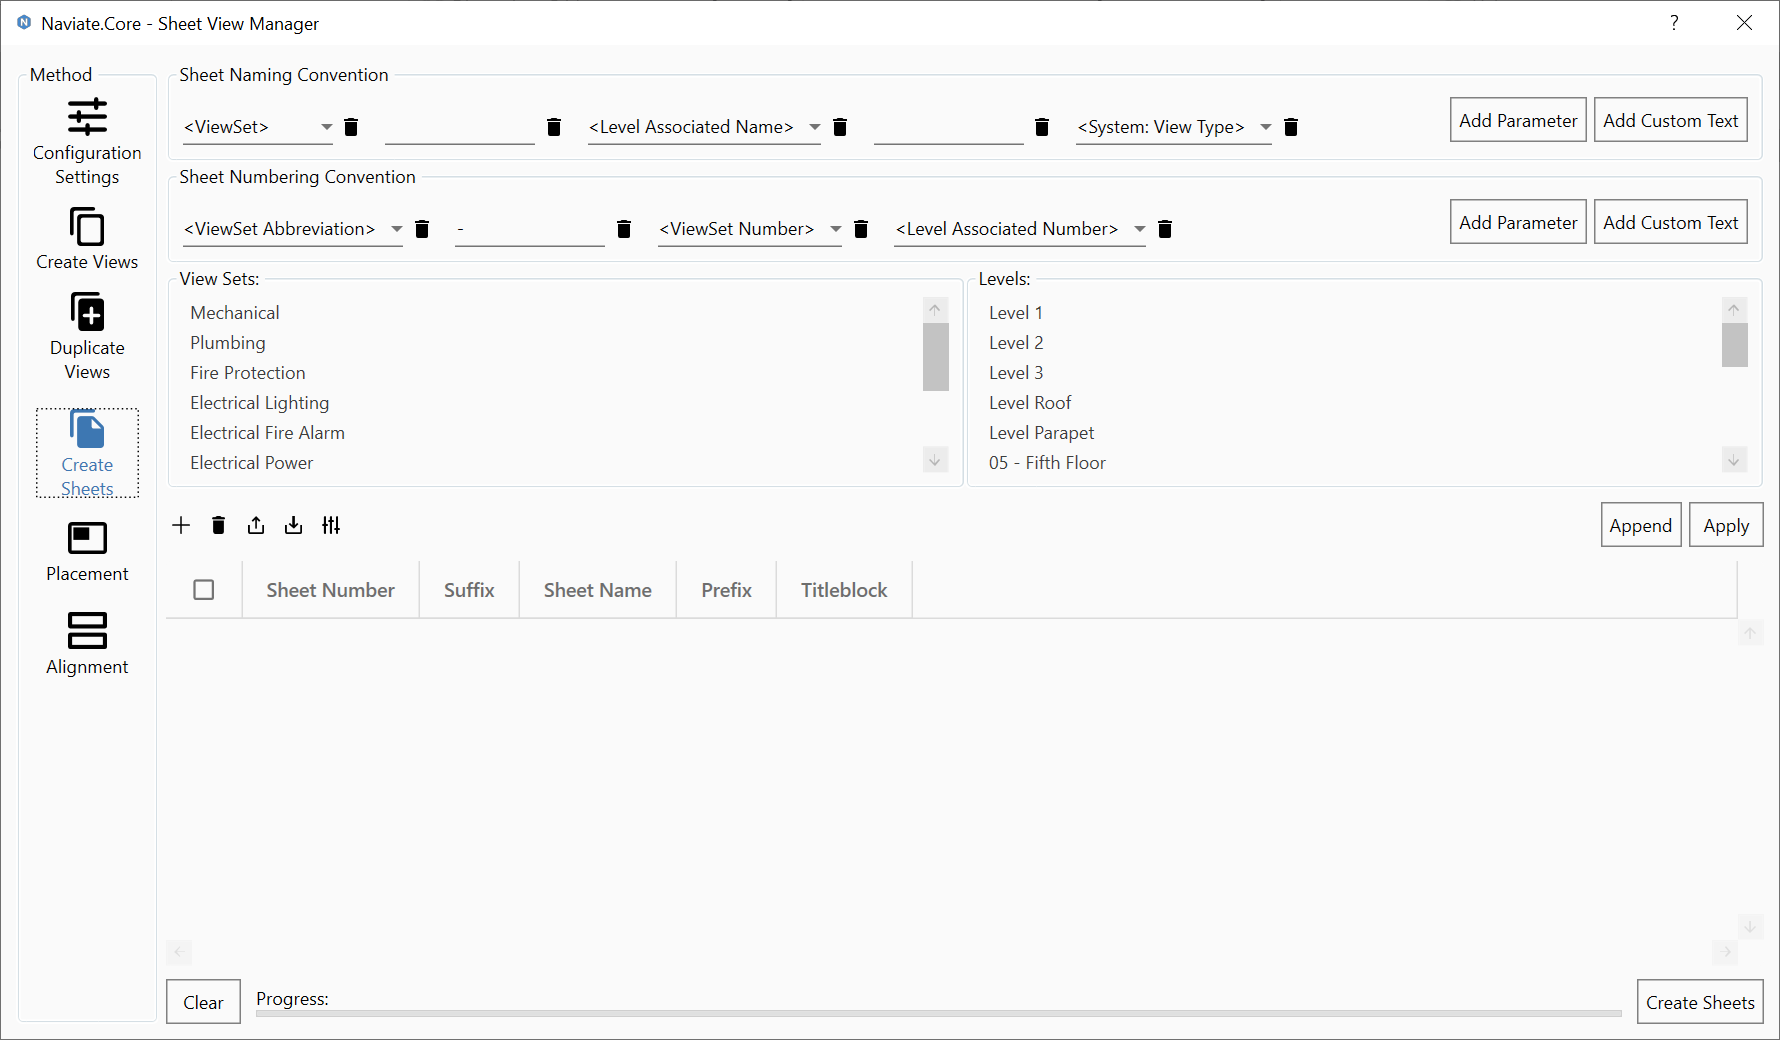 Naviate.Core - Sheet View Manager
?
Method
Configuration
Settings
Create Views
Duplicate
Views
Create
Sheets
Placement
Alignment
Sheet Naming Convention
<ViewSet>
<Level Associated Name>
<System: View Type>
Add Parameter
Add Custom Text
Sheet Numbering Convention
<ViewSet Abbreviation>
-
<ViewSet Number>
<Level Associated Number>
Add Parameter
Add Custom Text
View Sets:
Mechanical
Plumbing
Fire Protection
Electrical Lighting
Electrical Fire Alarm
Electrical Power
Levels:
Level 1
Level 2
Level 3
Level Roof
Level Parapet
05 - Fifth Floor
Append
Apply
Sheet Number
Suffix
Sheet Name
Prefix
Titleblock
Clear
Progress:
Create Sheets